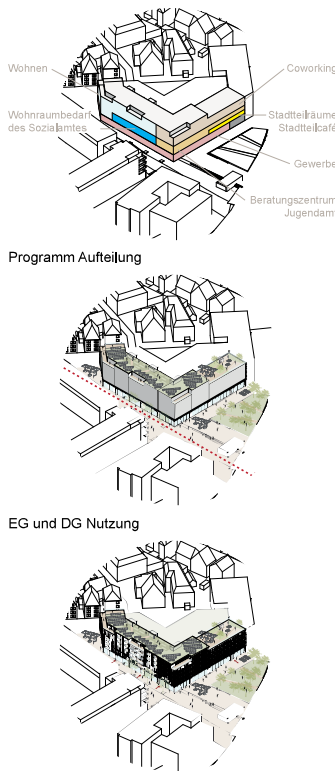 Wohnen
Coworking
Wohnraumbedarf
des Sozialamtes
Stadtteilräume
Stadtteilcafé
Gewerbe
Beratungszentrum
Jugendamt
Programm Aufteilung
EG und DG Nutzung